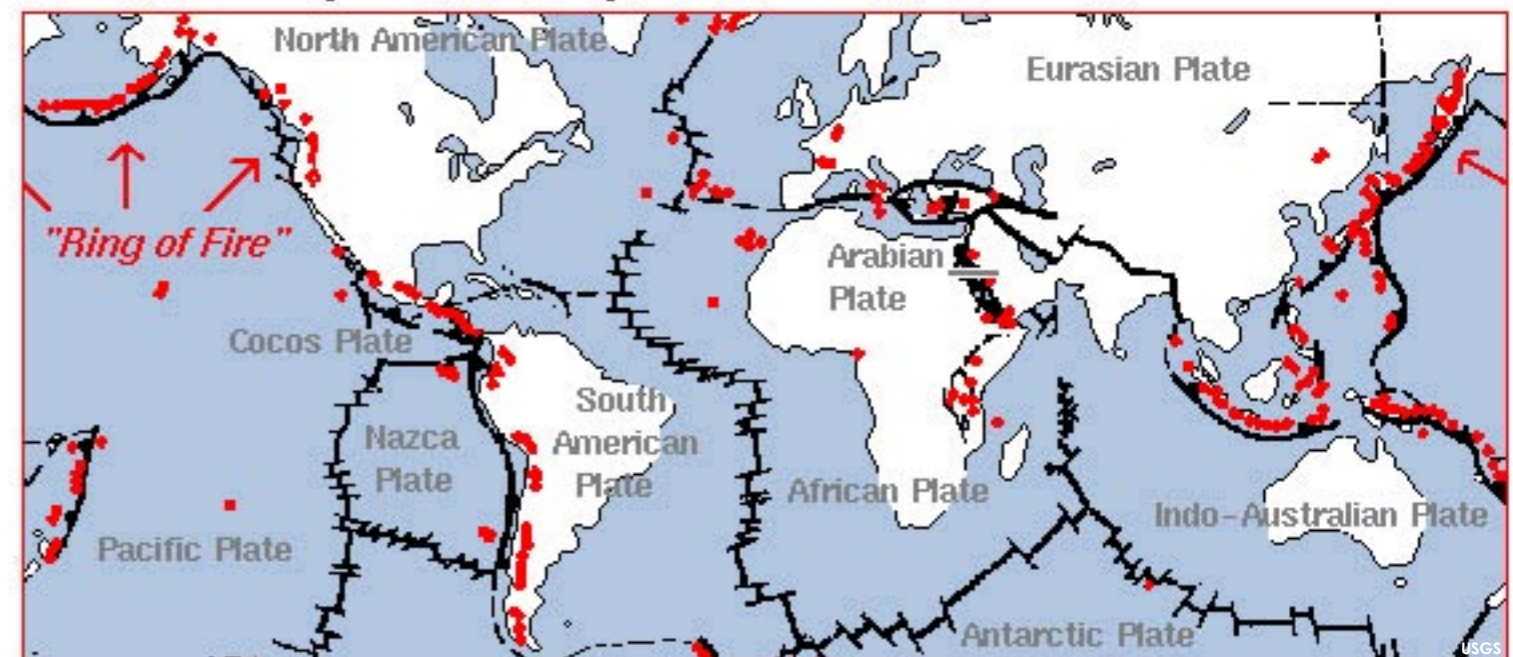 North American Plate
Eurasian Plate
"Ring of Fire"
Arabian
Plate
Cocos Plate
South
American
Plate
Nazca
Plate
African Plate
Indo-Australian Plate
Pacific Plate
Antarctic Plate
USGS